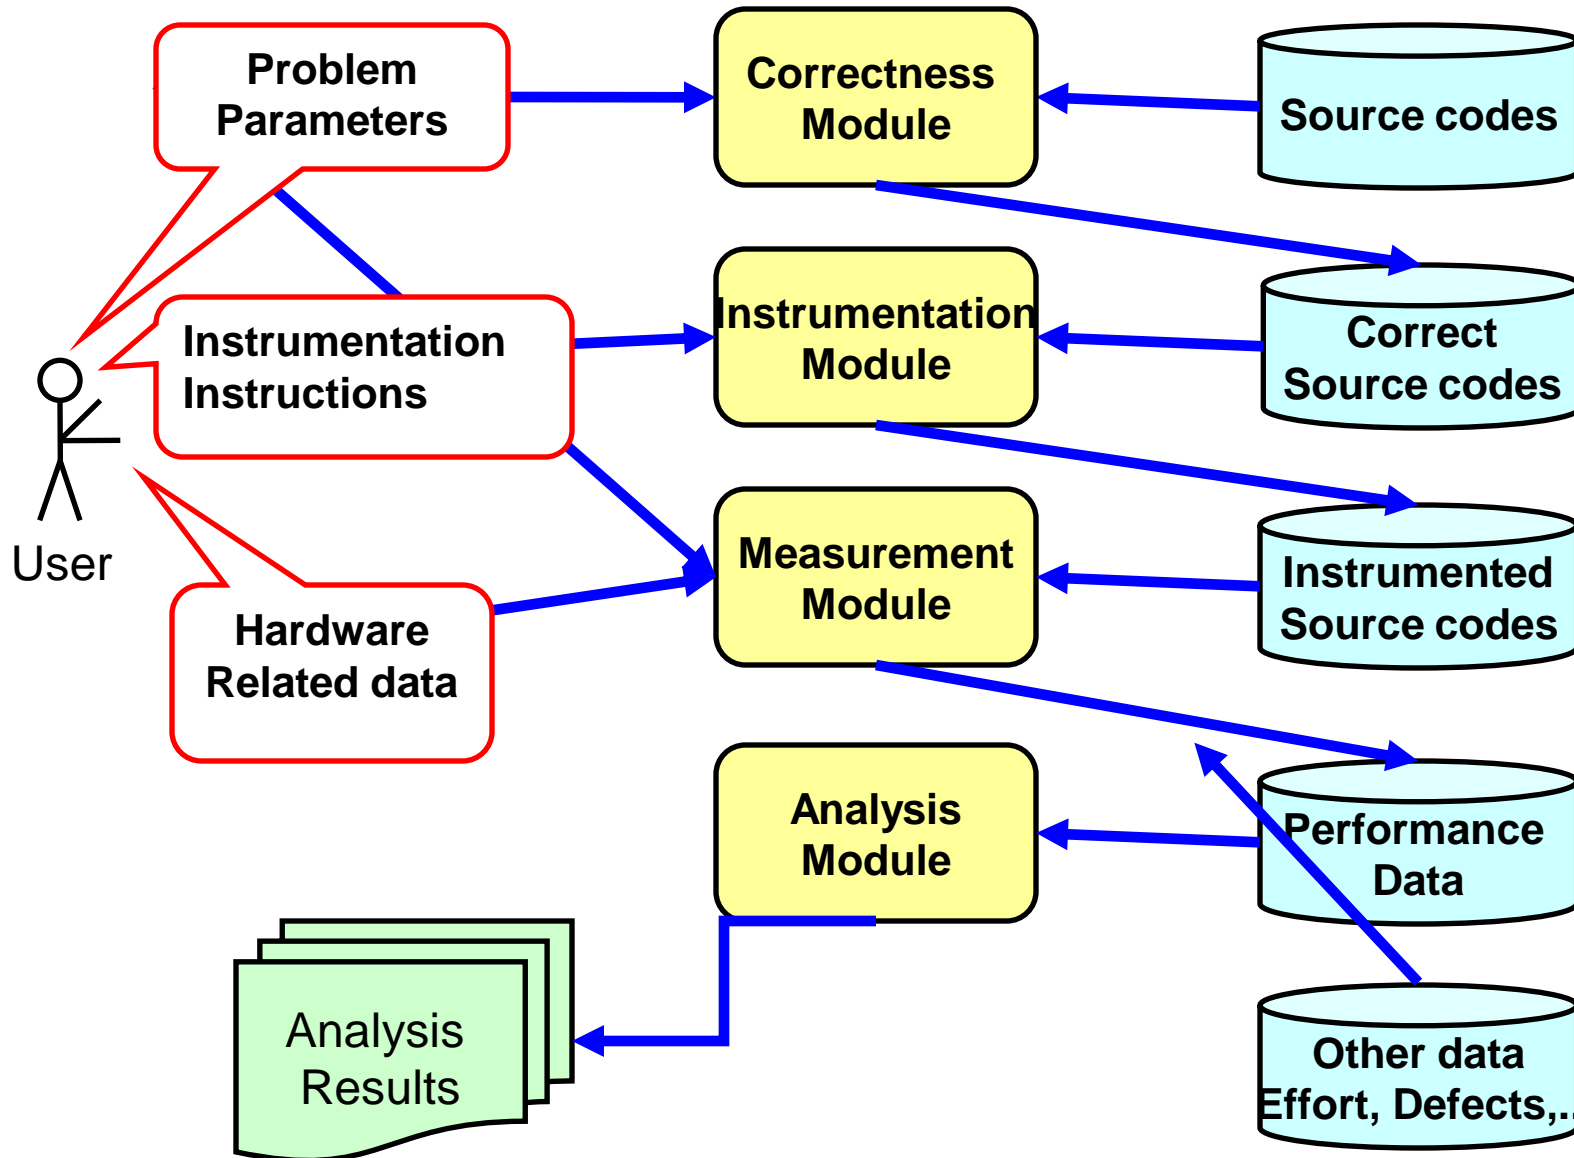 Problem
Parameters
Correctness
Module
Source codes
Instrumentation
Instructions
Instrumentation
Module
Correct
Source codes
User
Hardware
Related data
Measurement
Module
Instrumented
Source codes
Analysis
Module
Performance
Data
Analysis
Results
Other data
Effort, Defects,..